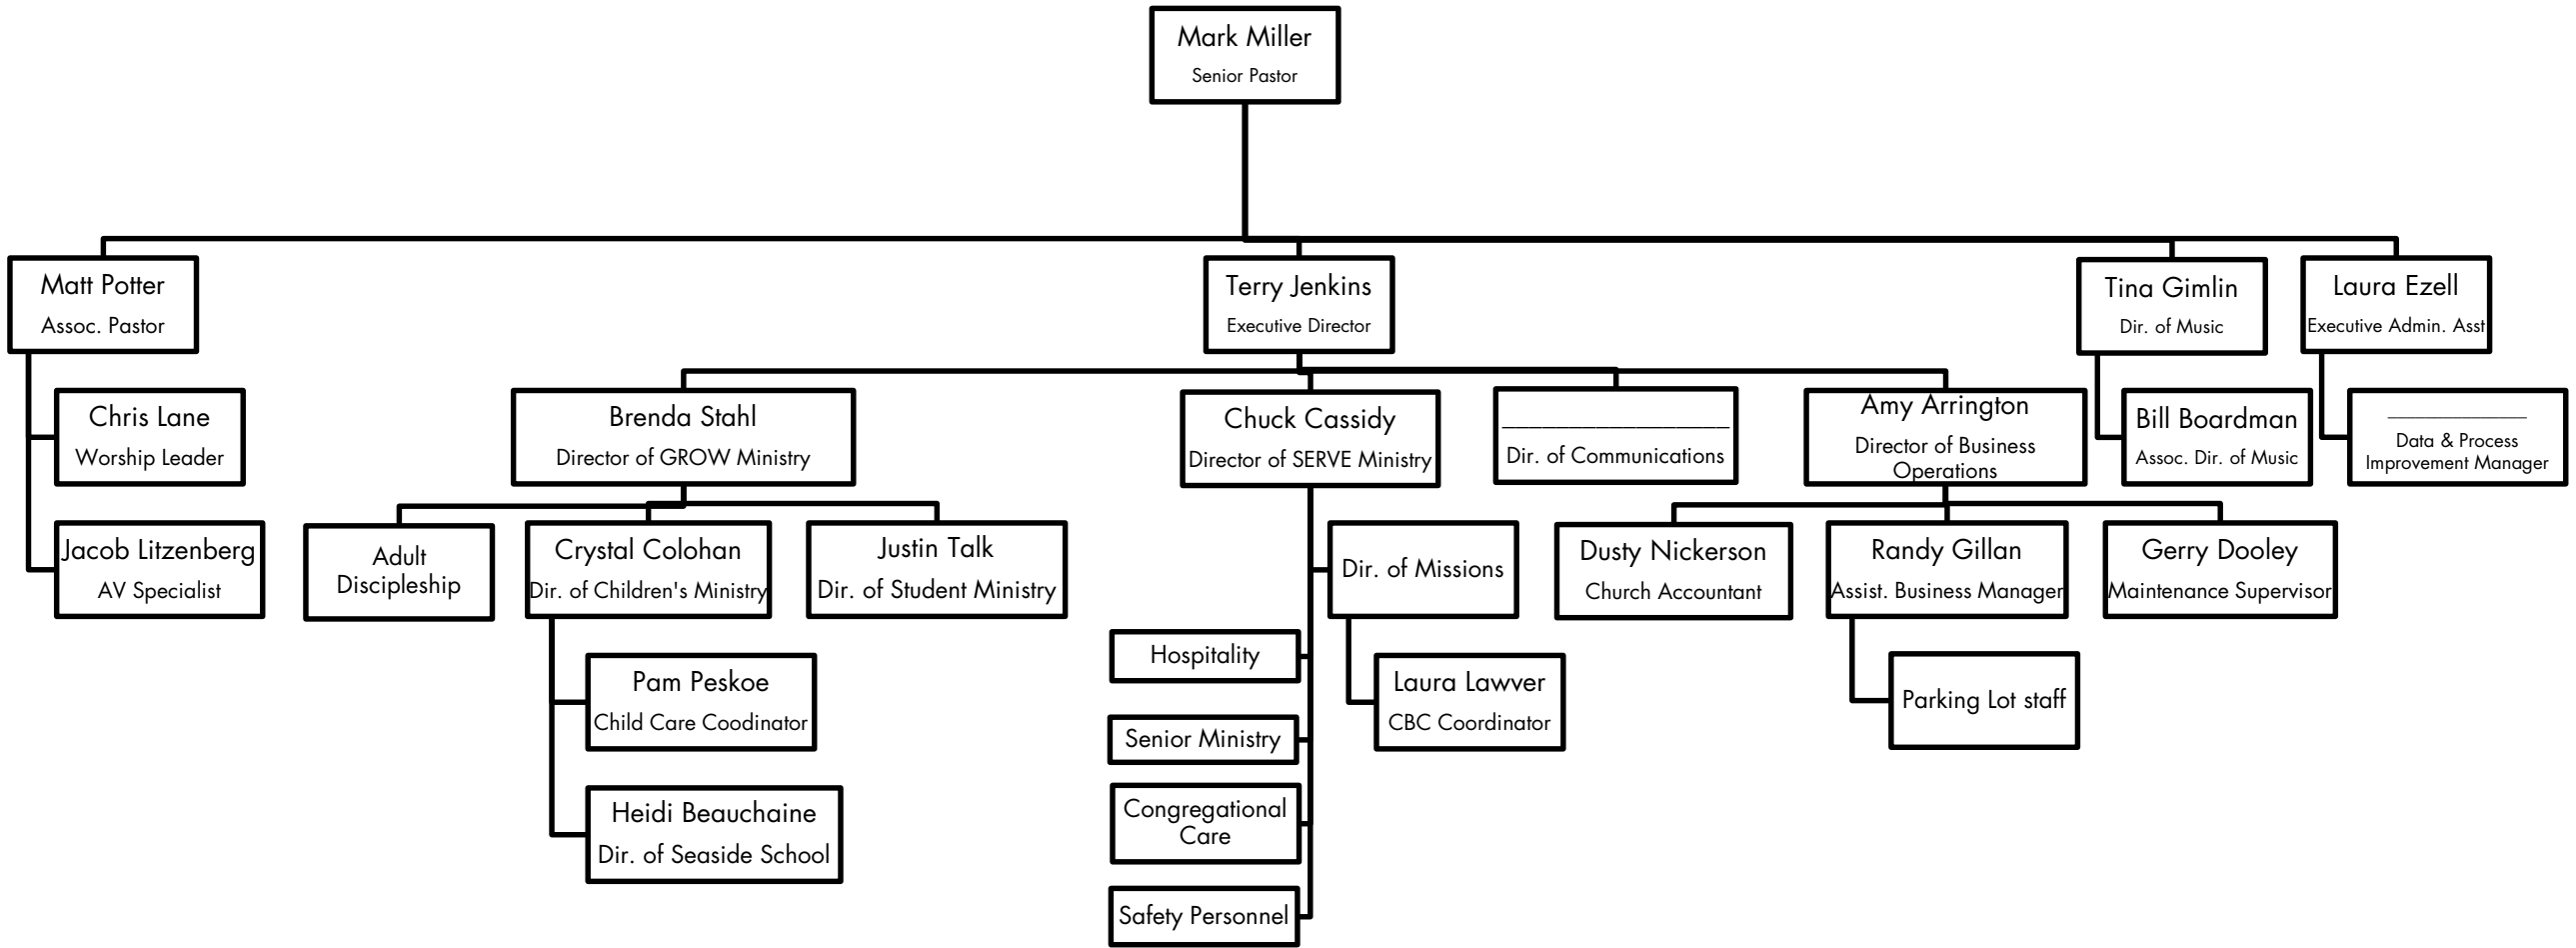 Mark Miller
Senior Pastor
Matt Potter
Assoc. Pastor
Terry Jenkins
Executive Director
Tina Gimlin
Dir. of Music
Laura Ezell
Executive Admin. Asst
Chris Lane
Worship Leader
Brenda Stahl
Director of GROW Ministry
Chuck Cassidy
Director of SERVE Ministry
__________________
Dir. of Communications
Amy Arrington
Director of Business
Operations
Bill Boardman
Assoc. Dir. of Music
______________
Data & Process
Improvement Manager
Jacob Litzenberg
AV Specialist
Adult
Discipleship
Crystal Colohan
Dir. of Children's Ministry
Justin Talk
Dir. of Student Ministry
Dir. of Missions
Dusty Nickerson
Church Accountant
Randy Gillan
Assist. Business Manager
Gerry Dooley
Maintenance Supervisor
Hospitality
Pam Peskoe
Child Care Coodinator
Laura Lawver
CBC Coordinator
Parking Lot staff
Senior Ministry
Heidi Beauchaine
Dir. of Seaside School
Congregational
Care
Safety Personnel